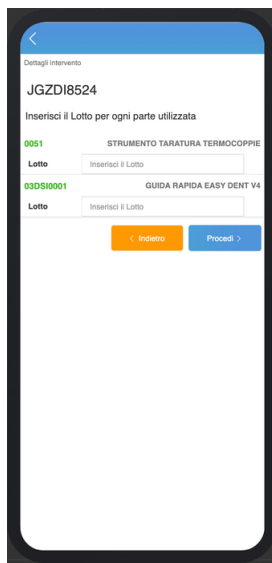 Dettagli intervento
JGZDI8524
Inserisci il Lotto per ogni parte utilizzata
0051 STRUMENTO TARATURA TERMOCOPPIE
Lotto Inserisci il Lotto
03DSI0001 GUIDA RAPIDA EASY DENT V4
Lotto Inserisci il Lotto
Indietro Procedi